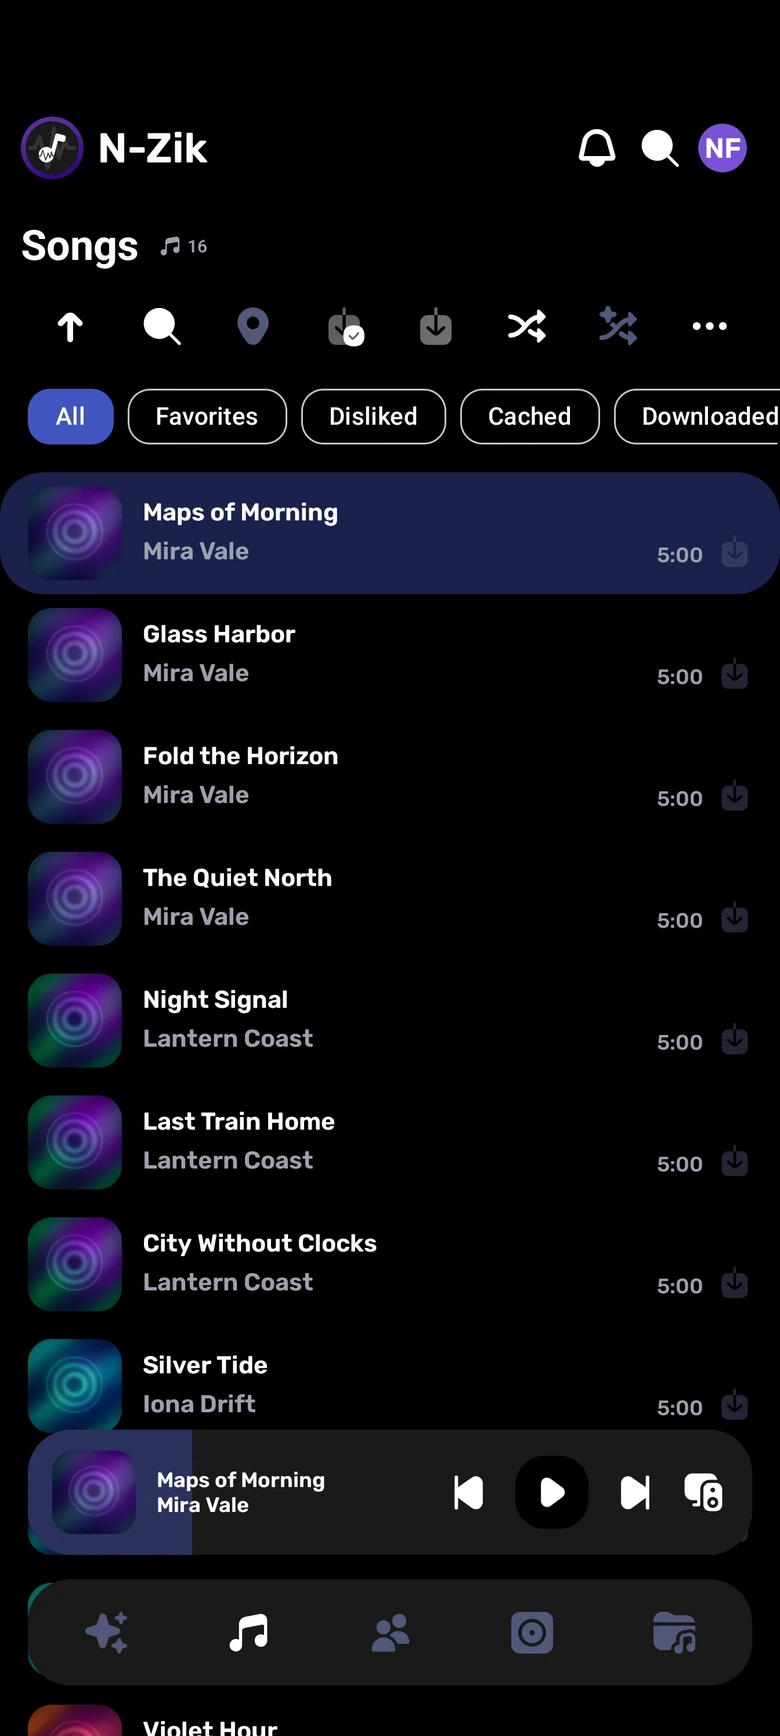 N-Zik
NF
Songs
16
All
Favorites
Disliked
Cached
Downloaded
Maps of Morning
Mira Vale
5:00
Glass Harbor
Mira Vale
5:00
Fold the Horizon
Mira Vale
5:00
The Quiet North
Mira Vale
5:00
Night Signal
Lantern Coast
5:00
Last Train Home
Lantern Coast
5:00
City Without Clocks
Lantern Coast
5:00
Silver Tide
Iona Drift
5:00
Maps of Morning
Mira Vale
Violet Hour